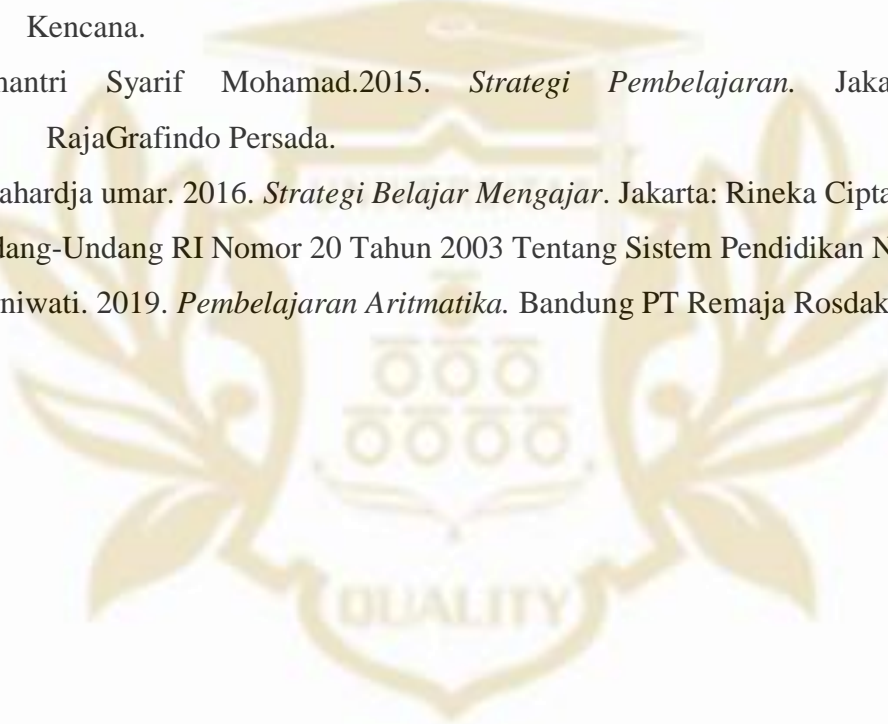 Kencana.
nantri Syarif Mohamad.2015. Strategi Pembelajaran. Jaka
RajaGrafindo Persada.
ahardja umar. 2016. Strategi Belajar Mengajar. Jakarta: Rineka Cipta
dang-Undang RI Nomor 20 Tahun 2003 Tentang Sistem Pendidikan N
niwati. 2019. Pembelajaran Aritmatika. Bandung PT Remaja Rosdak
QUALITY